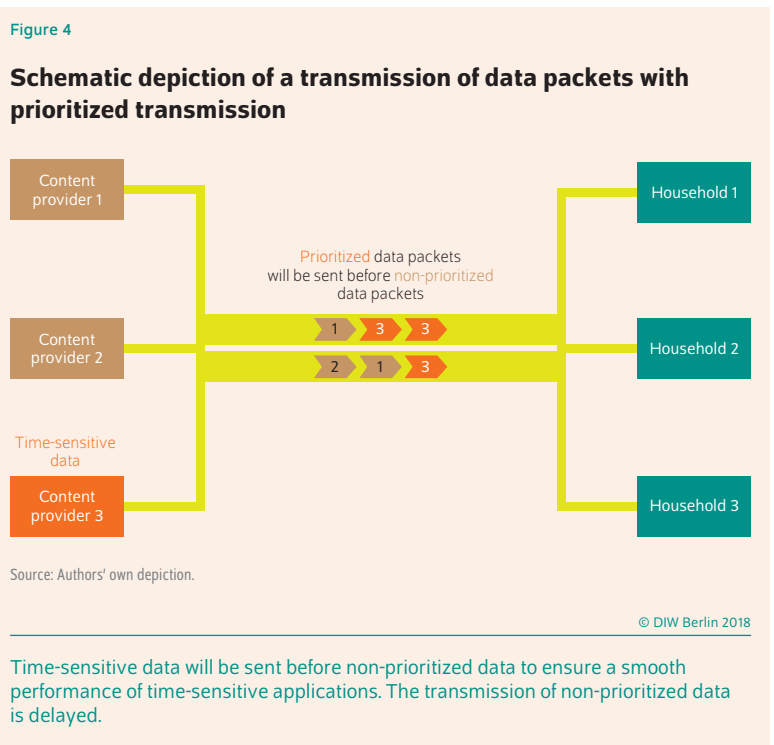 Figure 4
Schematic depiction of a transmission of data packets with
prioritized transmission
Content
provider 1
Household 1
Prioritized data packets
will be sent before non-prioritized
data packets
1 3 3
Content
provider 2
Household 2
2 1 3
Time-sensitive
data
Content
provider 3
Household 3
Source: Authors' own depiction.
© DIW Berlin 2018
Time-sensitive data will be sent before non-prioritized data to ensure a smooth
performance of time-sensitive applications. The transmission of non-prioritized data
is delayed.